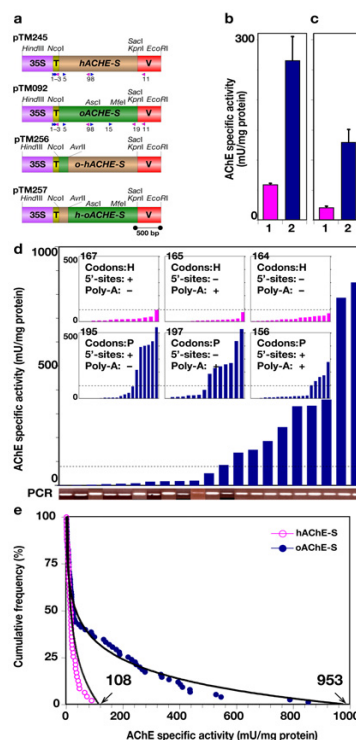 a
pTM245
HindIII NcoI SacI KpnI EcoRI
35S T hACHE-S V
1–3 5 98 11
pTM092
HindIII NcoI AscI MfeI SacI KpnI EcoRI
35S T oACHE-S V
1–3 5 98 15 19 11
pTM256
HindIII NcoI AvrII SacI KpnI EcoRI
35S T o-hACHE-S V
pTM257
HindIII NcoI AvrII AscI MfeI SacI KpnI EcoRI
35S T h-oACHE-S V
500 bp
b
AChE specific activity
(mU/mg protein)
300
0
1 2
c
1 2
d
AChE specific activity (mU/mg protein)
1000
500
0
500
0
167
Codons:H
5'-sites: +
Poly-A: –
165
Codons:H
5'-sites: –
Poly-A: +
164
Codons:H
5'-sites: –
Poly-A: –
500
0
195
Codons:P
5'-sites: +
Poly-A: –
197
Codons:P
5'-sites: –
Poly-A: +
156
Codons:P
5'-sites: +
Poly-A: +
PCR
e
Cumulative frequency (%)
100
75
50
25
0
hAChE-S
oAChE-S
108
953
0 200 400 600 800 1000
AChE specific activity (mU/mg protein)